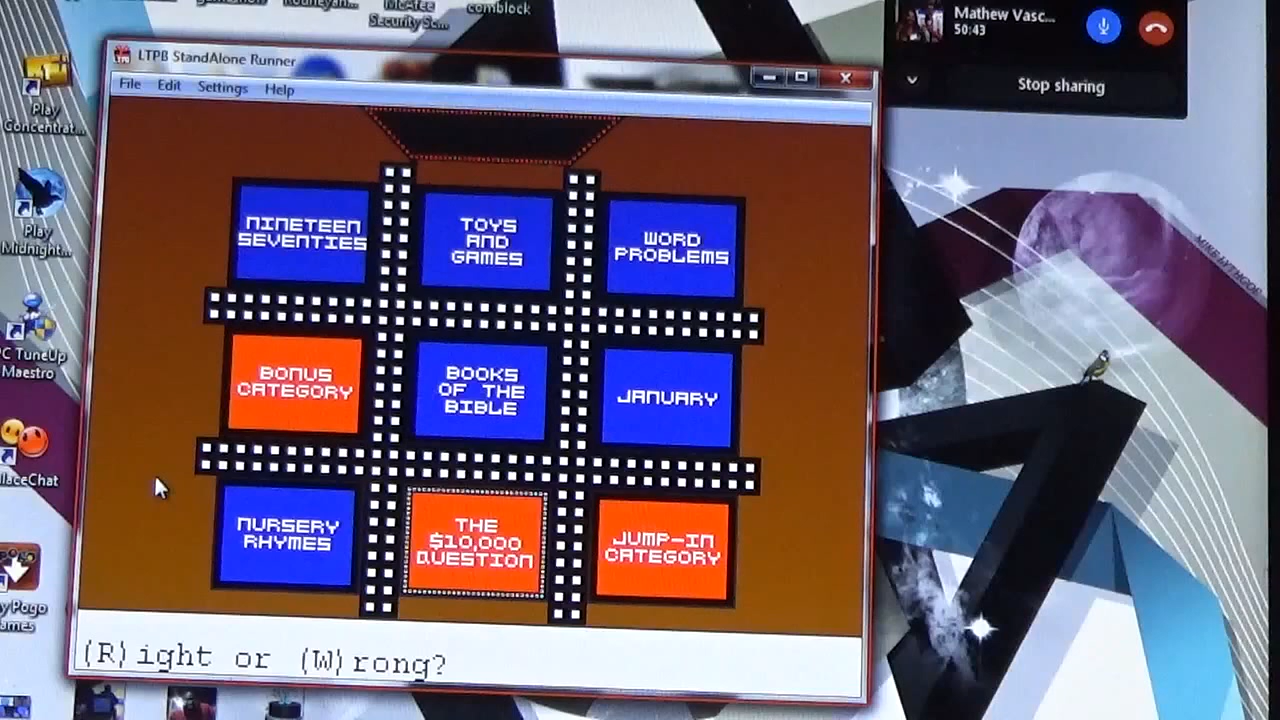 comblock
McAfee
Security Sc...
Mathew Vasc...
50:43
Stop sharing
LTPB StandAlone Runner
File Edit Settings Help
Play
Concentrat...
Play
Midnight...
PC TuneUp
Maestro
NINETEEN
SEVENTIES
TOYS
AND
GAMES
WORD
PROBLEMS
BONUS
CATEGORY
BOOKS
OF THE
BIBLE
JANUARY
NURSERY
RHYMES
THE
$10,000
QUESTION
JUMP-IN
CATEGORY
laceChat
y Pogo
ames
(R)ight or (W)rong?